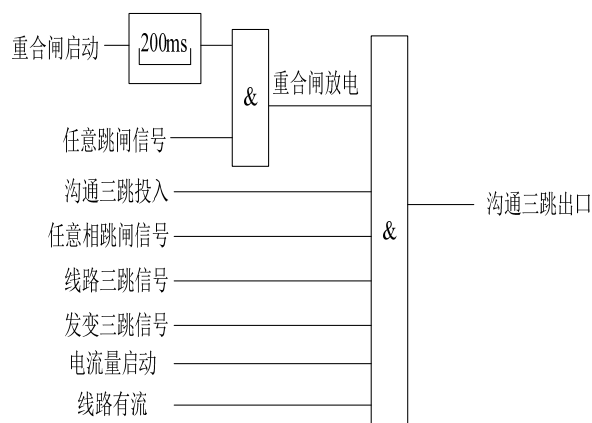 重合闸启动
200ms
&
重合闸放电
任意跳闸信号
沟通三跳投入
任意相跳闸信号
线路三跳信号
发变三跳信号
电流量启动
线路有流
&
沟通三跳出口